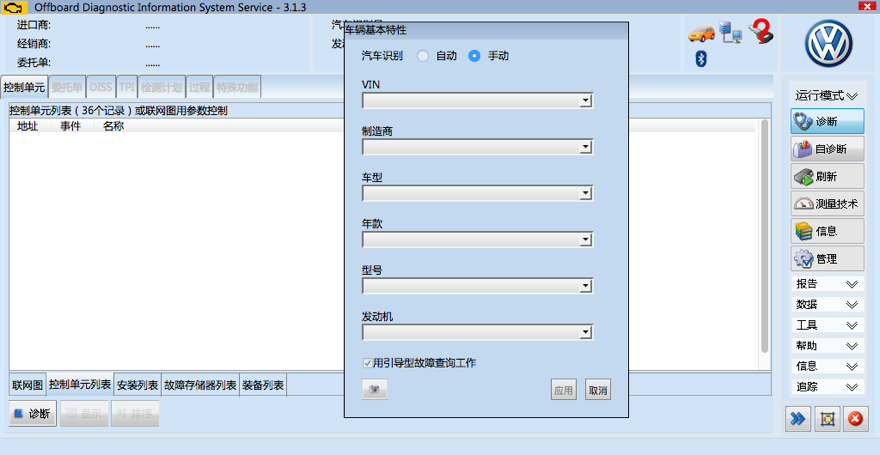 Offboard Diagnostic Information System Service - 3.1.3
进口商: ......
经销商: ......
委托单: ......
控制单元 委托单 DISS TPI 检测计划 过程 特殊功能
控制单元列表(36个记录)或联网图用参数控制
地址 事件 名称
联网图 控制单元列表 安装列表 故障存储器列表 装备列表
诊断 显示 排序
车辆基本特性
汽车识别 自动 手动
VIN
制造商
车型
年款
型号
发动机
用引导型故障查询工作
应用 取消
运行模式
诊断
自诊断
刷新
测量技术
信息
管理
报告
数据
工具
帮助
信息
追踪